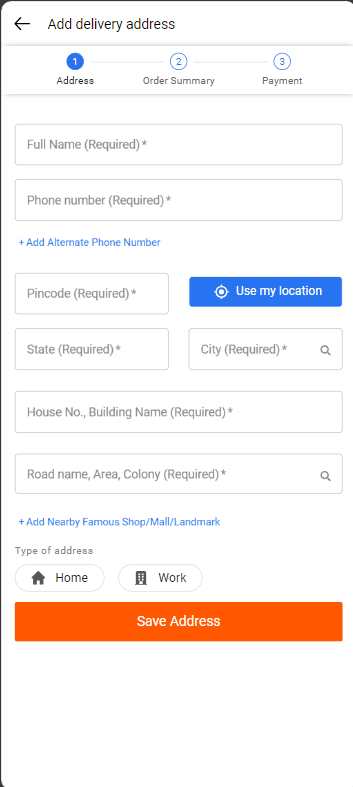 Add delivery address
1 2 3
Address Order Summary Payment
Full Name (Required)*
Phone number (Required)*
+ Add Alternate Phone Number
Pincode (Required)* Use my location
State (Required)* City (Required)*
House No., Building Name (Required)*
Road name, Area, Colony (Required)*
+ Add Nearby Famous Shop/Mall/Landmark
Type of address
Home Work
Save Address